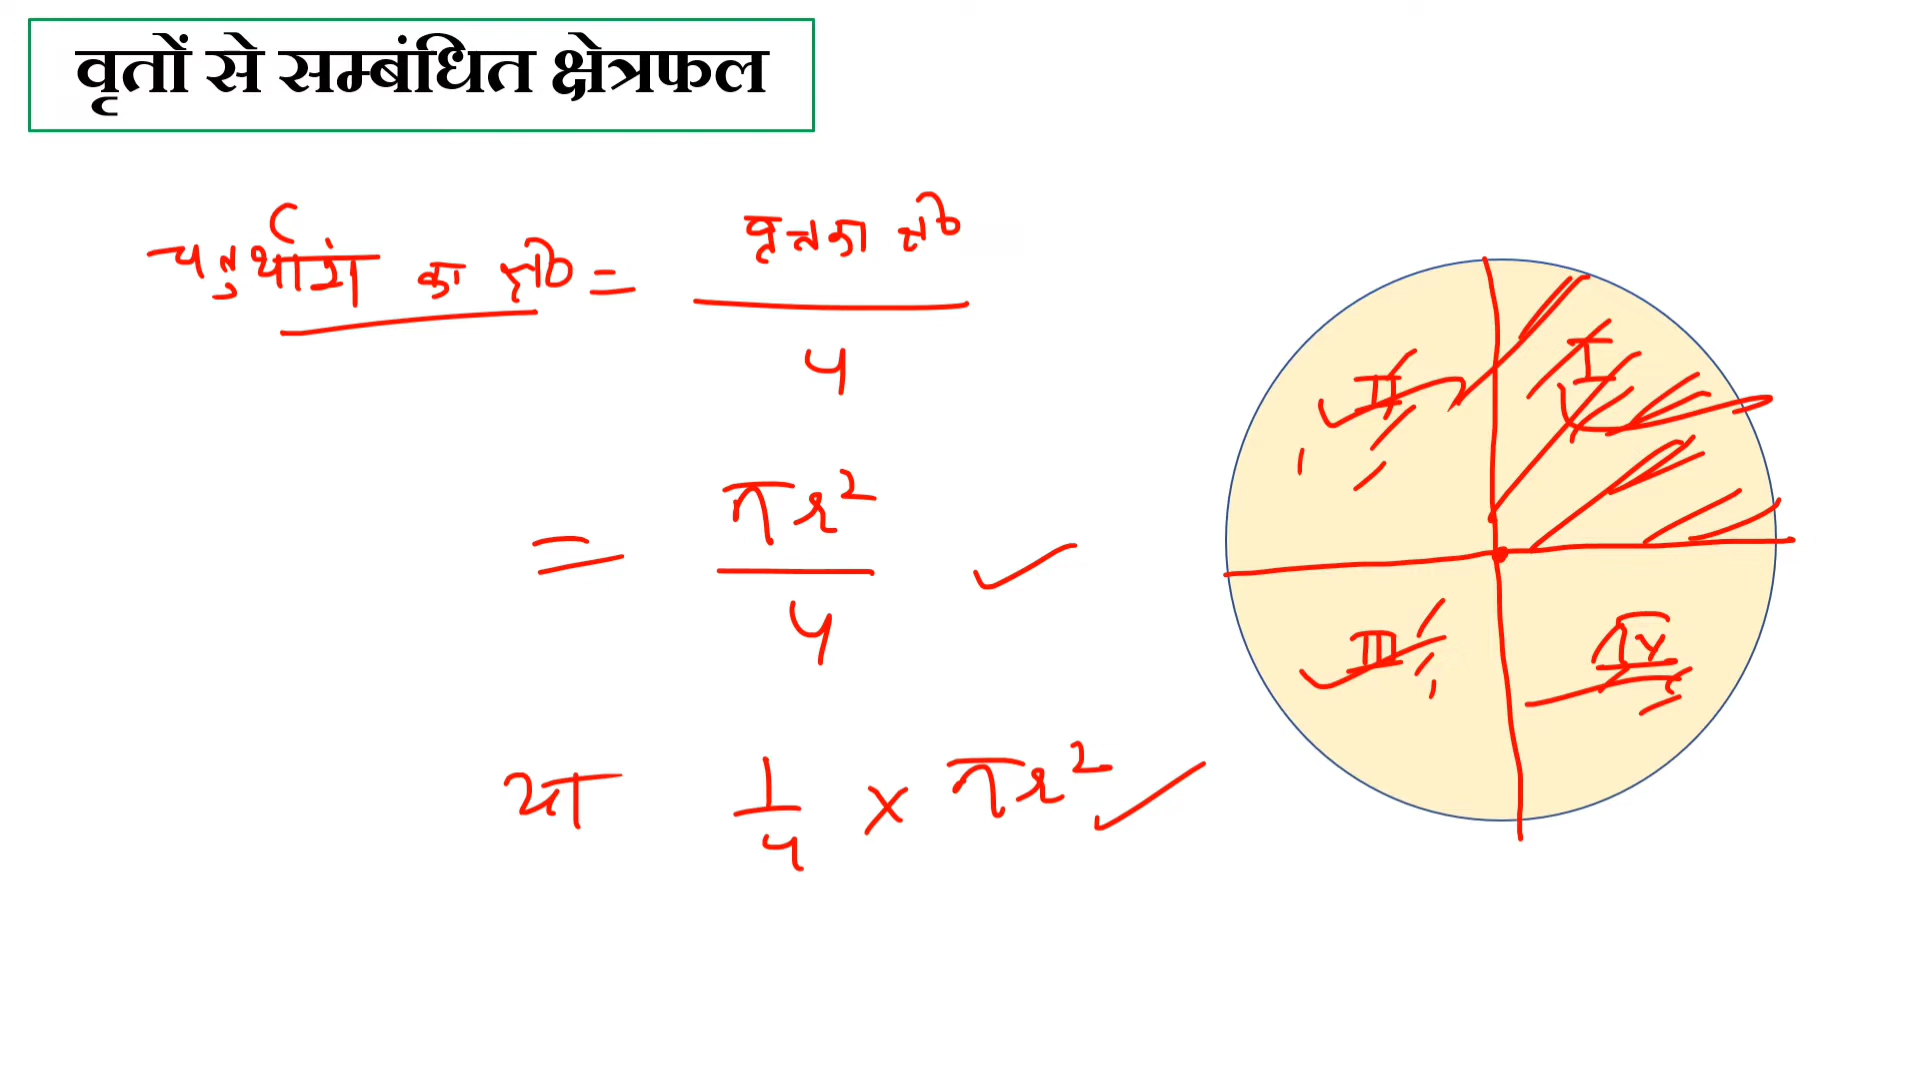 वृतों से सम्बंधित क्षेत्रफल
चतुर्थांश का क्षे० = वृत्त का क्षे० / 4
= πr² / 4
या 1/4 × πr²
II I
III IV